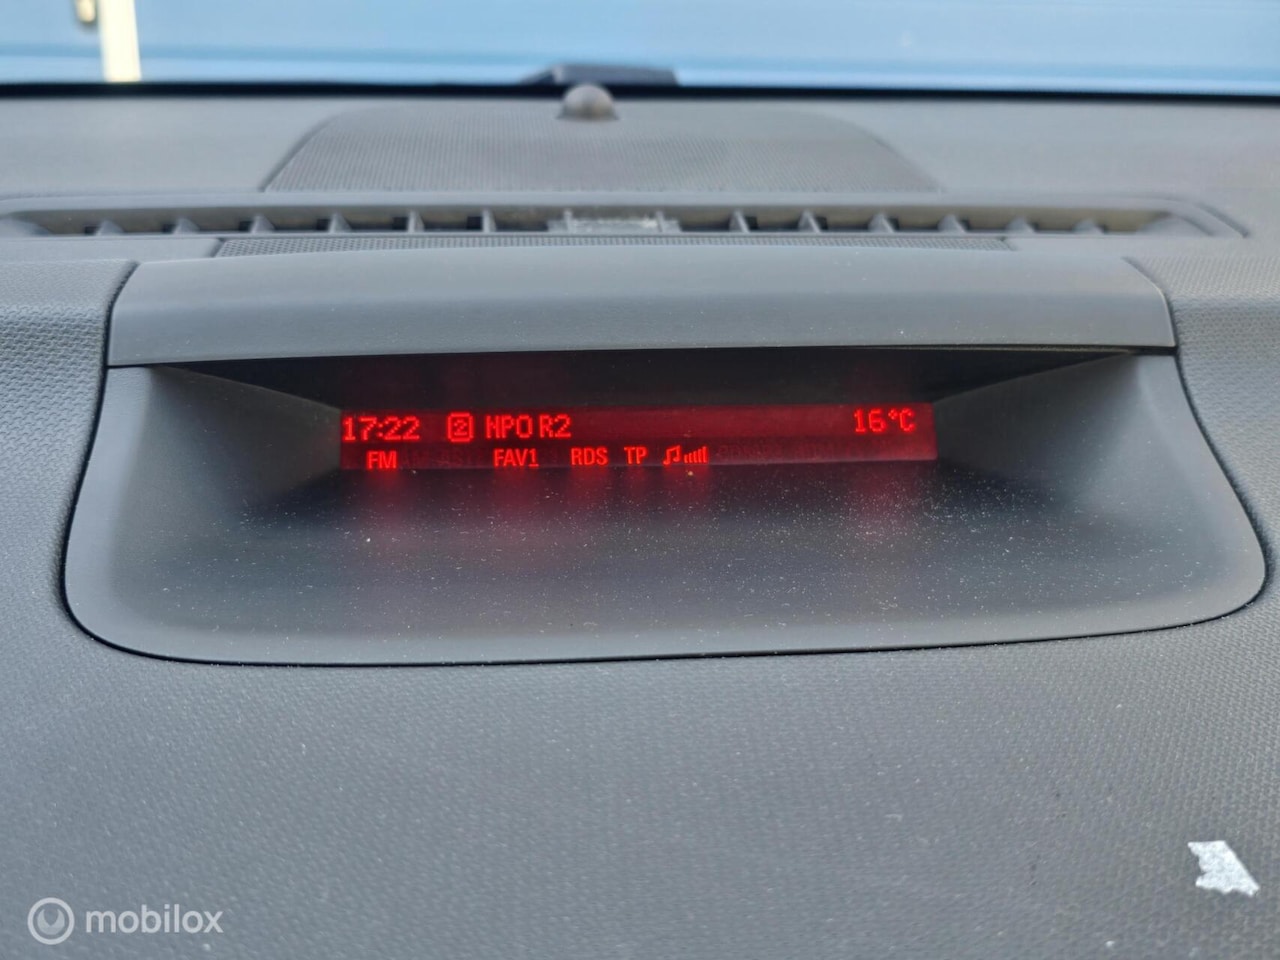 17:22 2 NPO R2 16°C
FM FAV1 RDS TP
mobilox